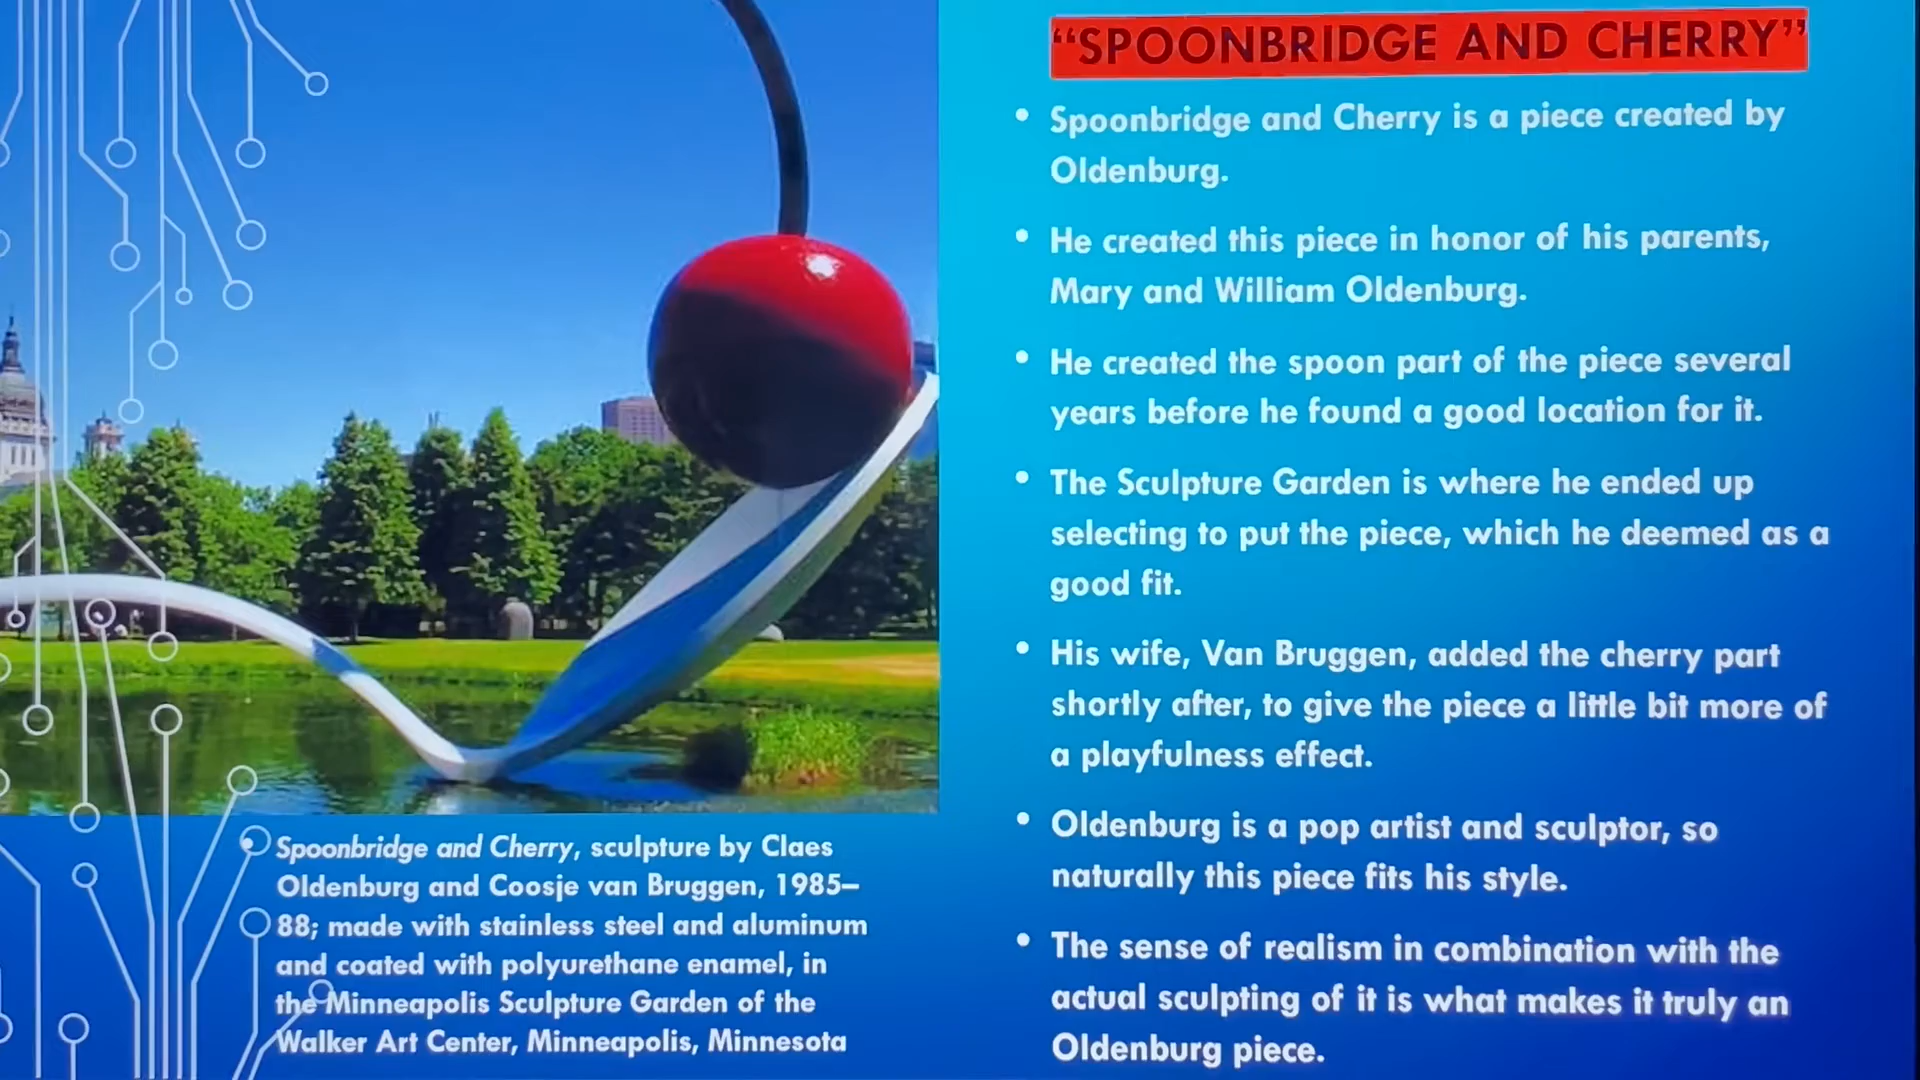 “SPOONBRIDGE AND CHERRY”
• Spoonbridge and Cherry is a piece created by
Oldenburg.
• He created this piece in honor of his parents,
Mary and William Oldenburg.
• He created the spoon part of the piece several
years before he found a good location for it.
• The Sculpture Garden is where he ended up
selecting to put the piece, which he deemed as a
good fit.
• His wife, Van Bruggen, added the cherry part
shortly after, to give the piece a little bit more of
a playfulness effect.
• Oldenburg is a pop artist and sculptor, so
naturally this piece fits his style.
• The sense of realism in combination with the
actual sculpting of it is what makes it truly an
Oldenburg piece.
Spoonbridge and Cherry, sculpture by Claes
Oldenburg and Coosje van Bruggen, 1985–
88; made with stainless steel and aluminum
and coated with polyurethane enamel, in
the Minneapolis Sculpture Garden of the
Walker Art Center, Minneapolis, Minnesota